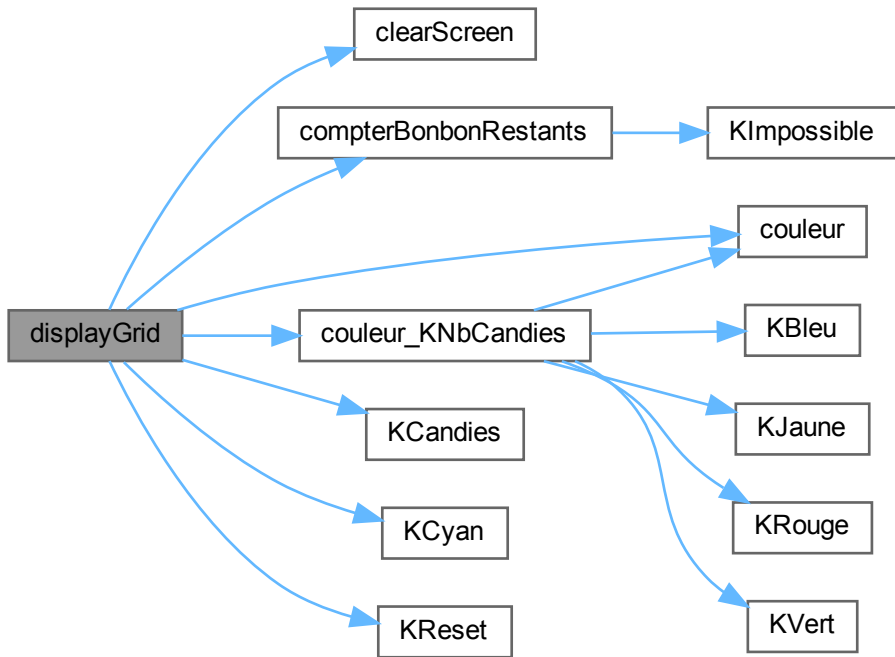 displayGrid
clearScreen
compterBonbonRestants
KImpossible
couleur
couleur_KNbCandies
KBleu
KJaune
KCandies
KRouge
KCyan
KVert
KReset